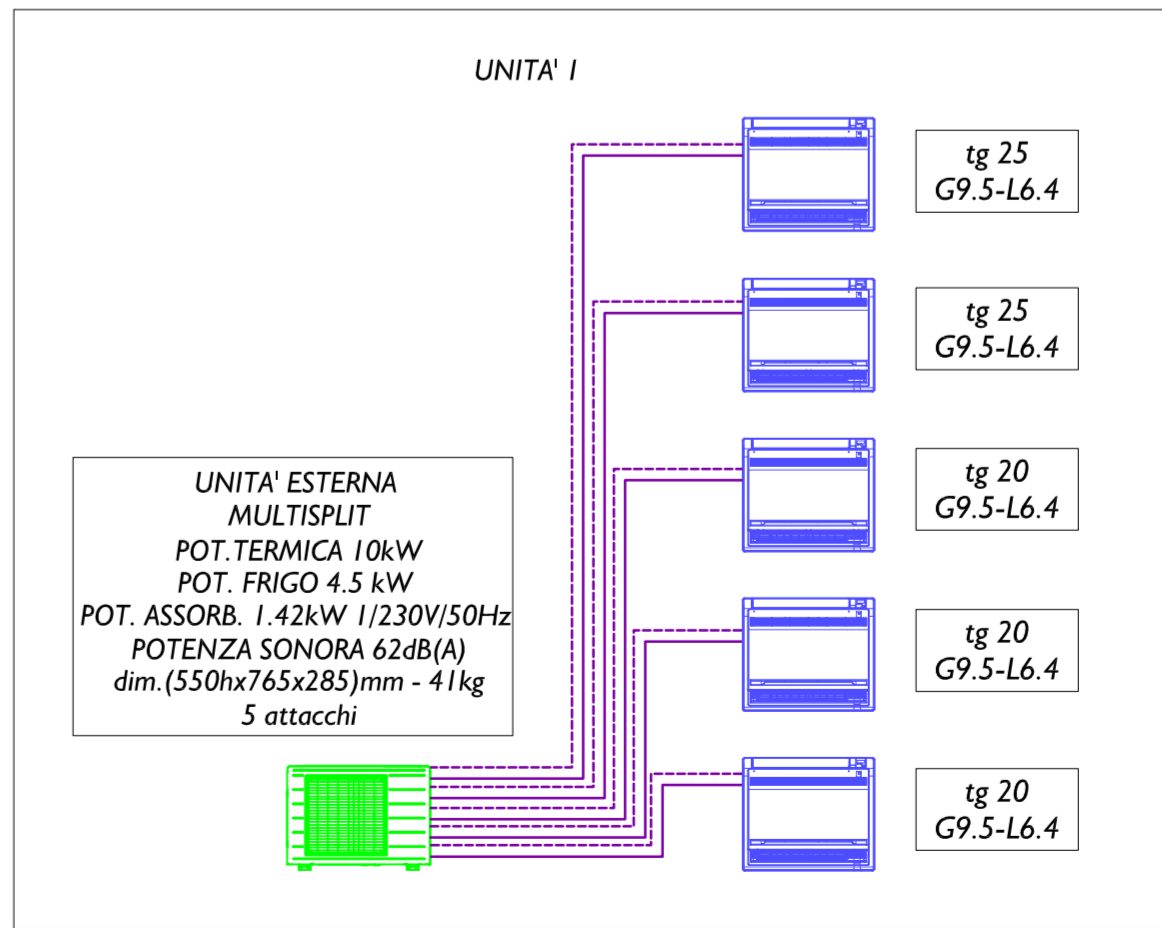 UNITA' 1
tg 25
G9.5-L6.4
tg 25
G9.5-L6.4
tg 20
G9.5-L6.4
UNITA' ESTERNA
MULTISPLIT
POT.TERMICA 10kW
POT. FRIGO 4.5 kW
POT. ASSORB. 1.42kW 1/230V/50Hz
POTENZA SONORA 62dB(A)
dim.(550hx765x285)mm - 41kg
5 attacchi
tg 20
G9.5-L6.4
tg 20
G9.5-L6.4